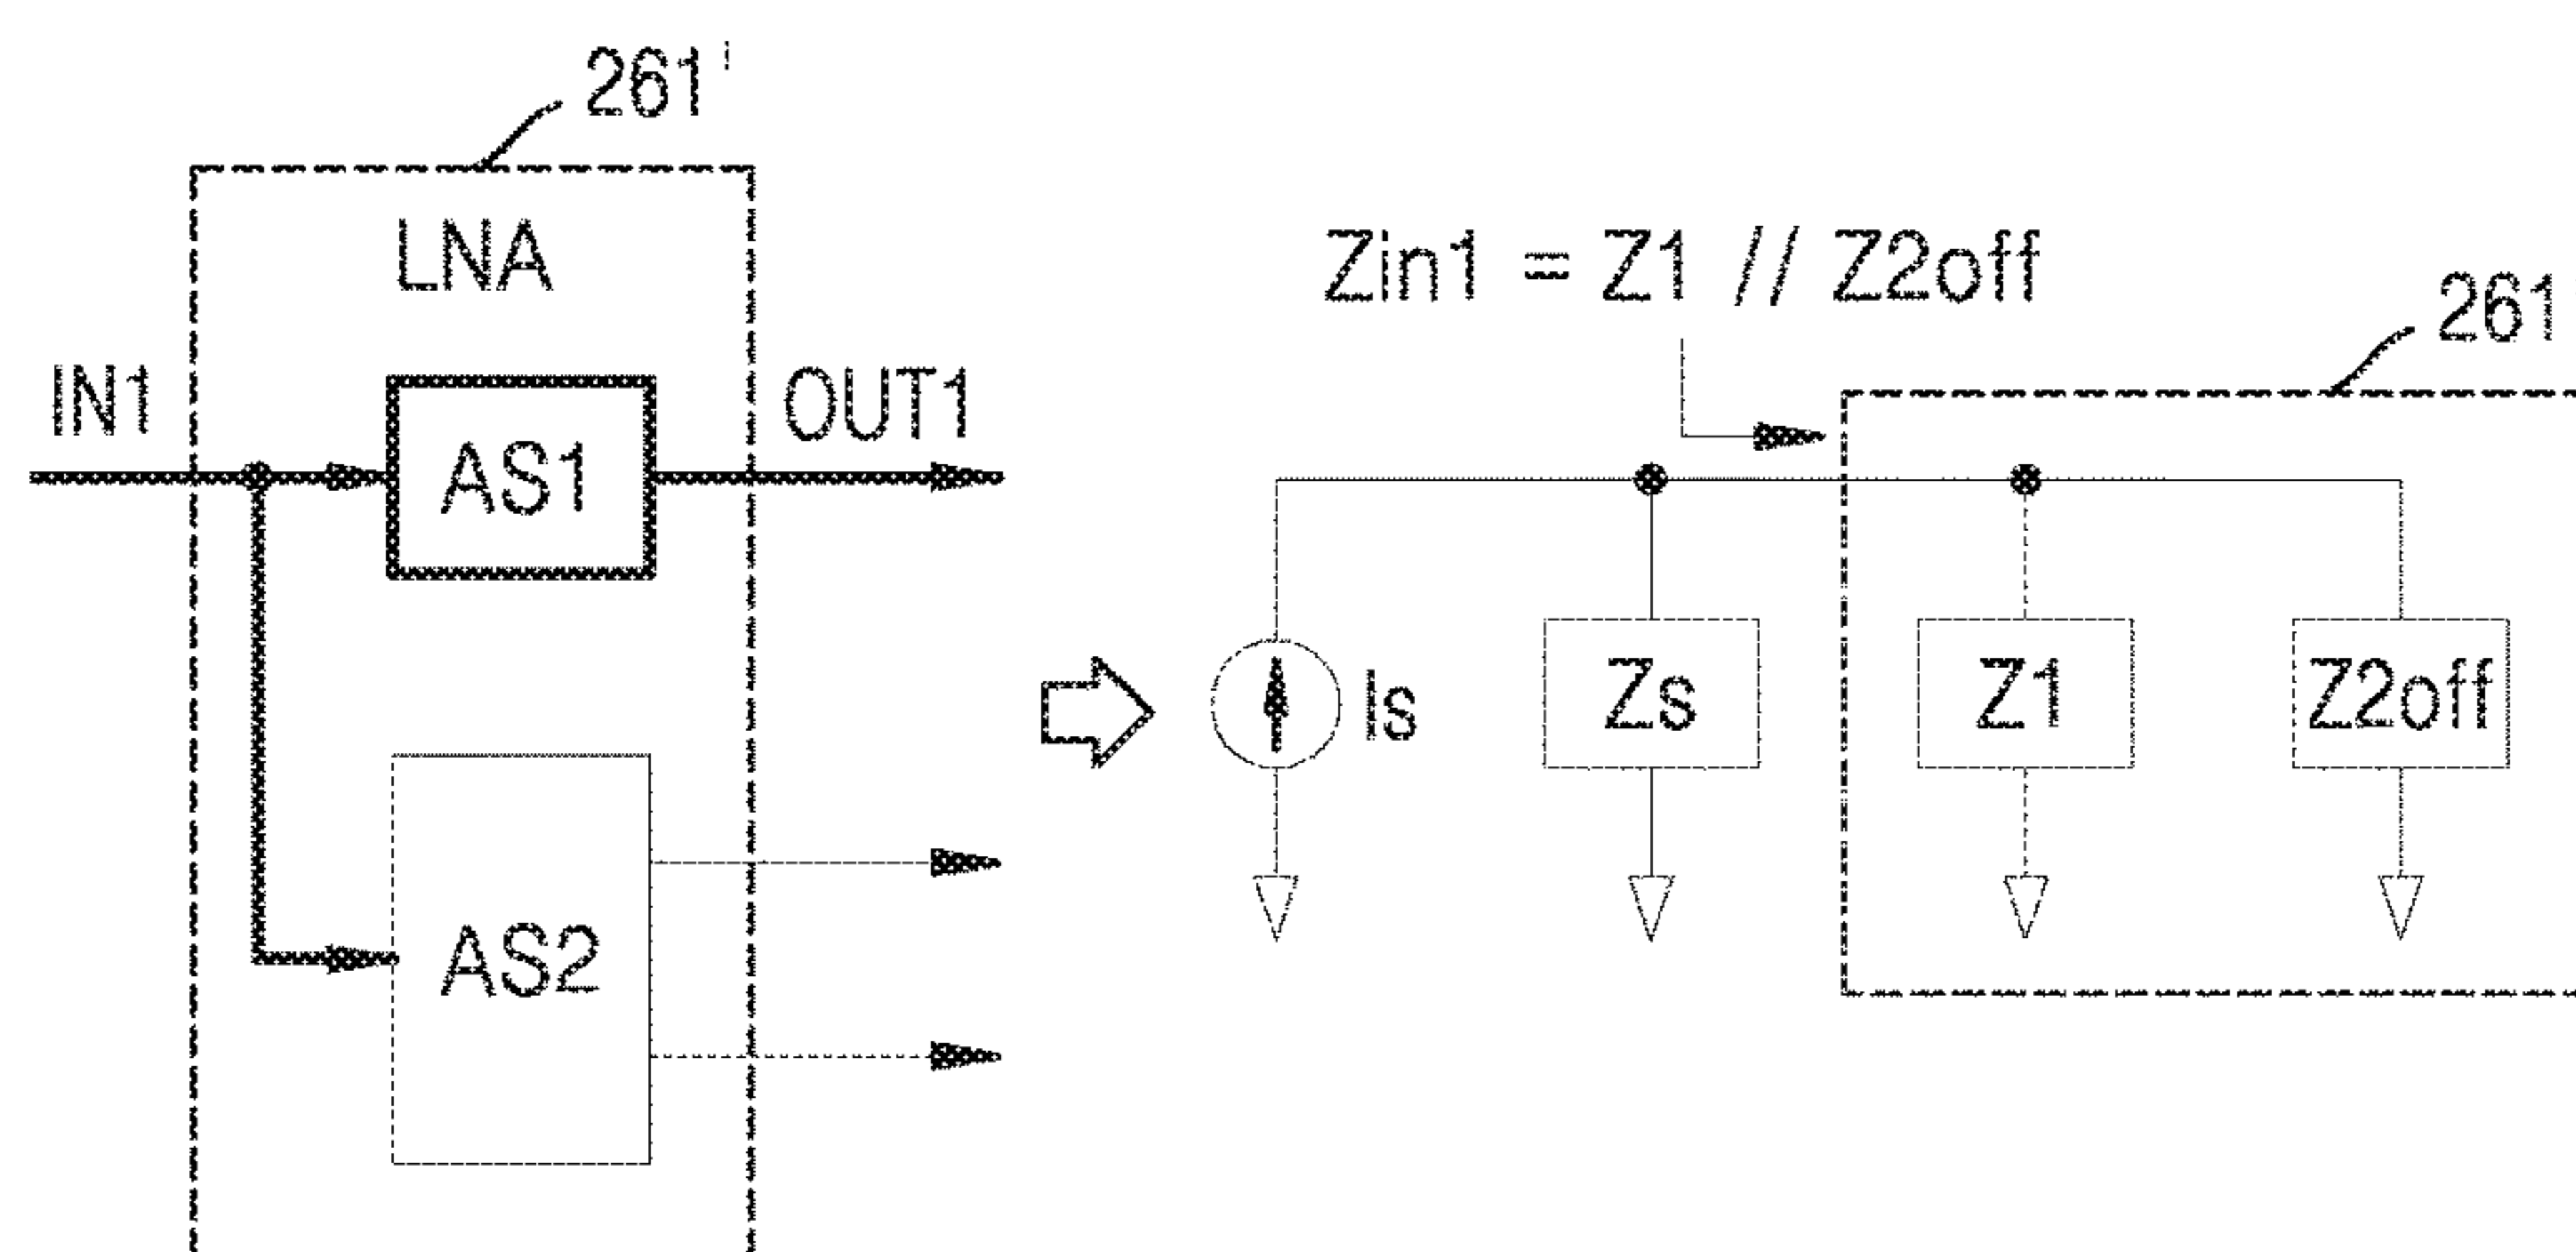 261'
LNA
IN1
AS1
OUT1
AS2
Zin1 = Z1 // Z2off
261
Is
Zs
Z1
Z2off